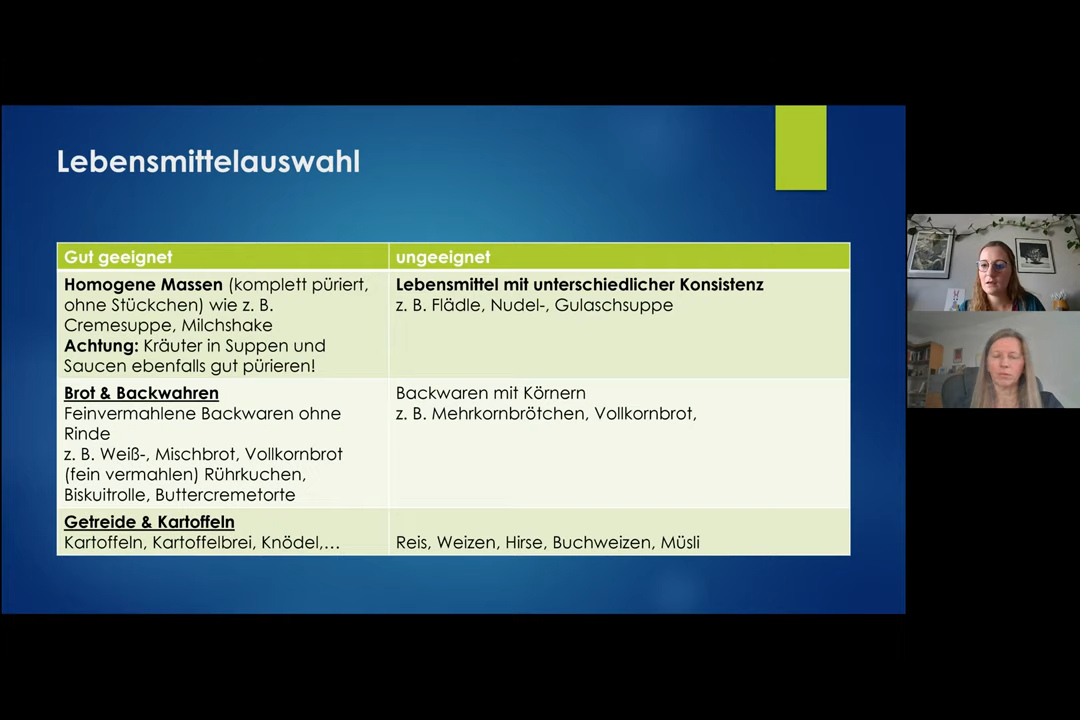 Lebensmittelauswahl
Gut geeignet
ungeeignet
Homogene Massen (komplett püriert,
ohne Stückchen) wie z. B.
Cremesuppe, Milchshake
Achtung: Kräuter in Suppen und
Saucen ebenfalls gut pürieren!
Lebensmittel mit unterschiedlicher Konsistenz
z. B. Flädle, Nudel-, Gulaschsuppe
Brot & Backwahren
Feinvermahlene Backwaren ohne
Rinde
z. B. Weiß-, Mischbrot, Vollkornbrot
(fein vermahlen) Rührkuchen,
Biskuitrolle, Buttercremetorte
Backwaren mit Körnern
z. B. Mehrkornbrötchen, Vollkornbrot,
Getreide & Kartoffeln
Kartoffeln, Kartoffelbrei, Knödel,…
Reis, Weizen, Hirse, Buchweizen, Müsli